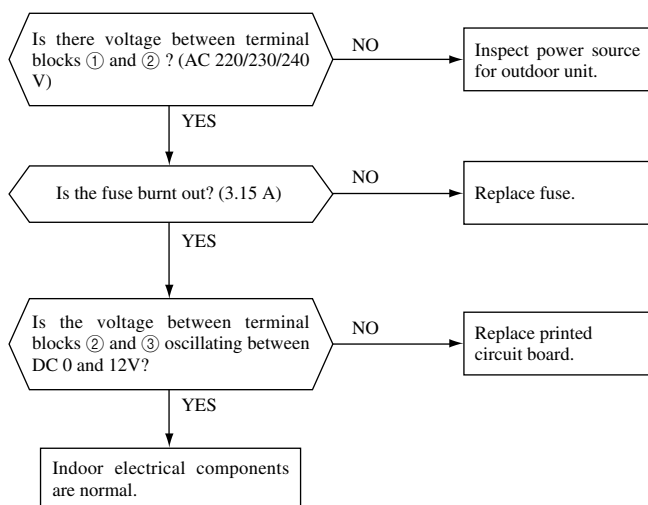 Is there voltage between terminal
blocks ① and ② ? (AC 220/230/240
V)
NO
Inspect power source
for outdoor unit.
YES
Is the fuse burnt out? (3.15 A)
NO
Replace fuse.
YES
Is the voltage between terminal
blocks ② and ③ oscillating between
DC 0 and 12V?
NO
Replace printed
circuit board.
YES
Indoor electrical components
are normal.